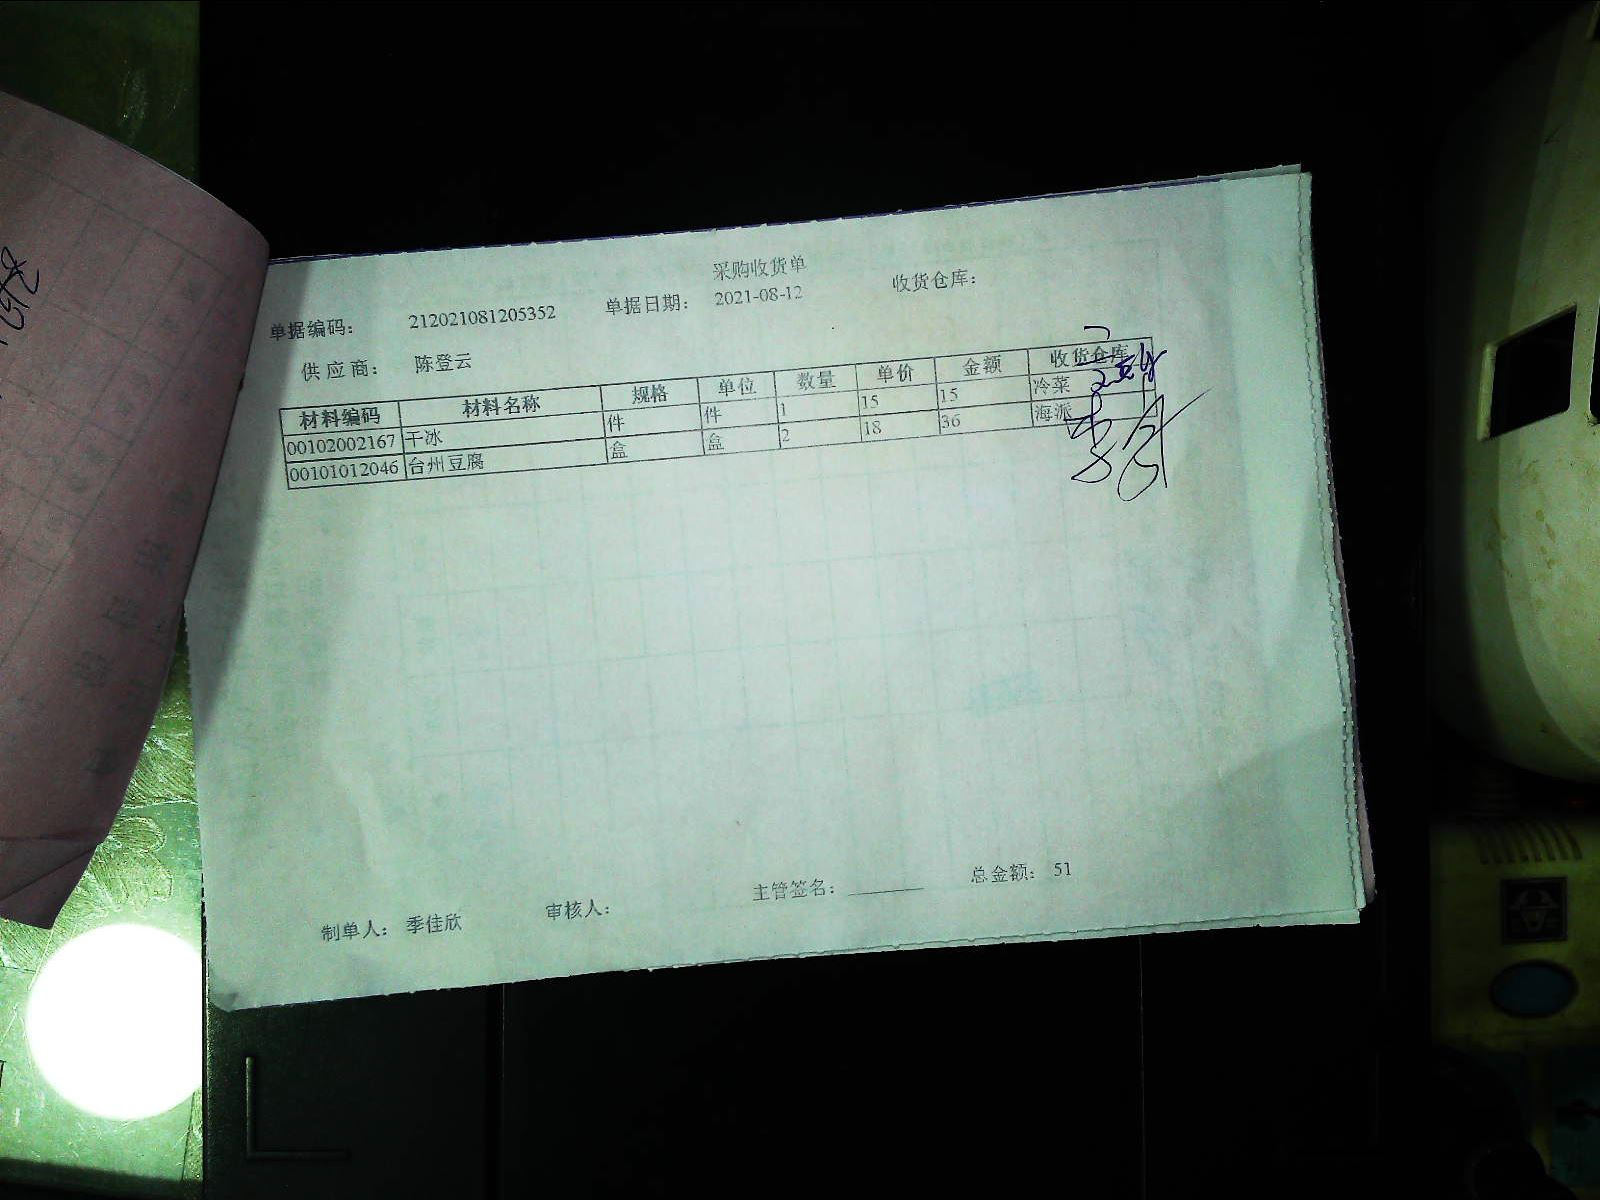 采购收货单
单据编码： 212021081205352 单据日期： 2021-08-12 收货仓库：
供应商： 陈登云
材料编码 材料名称 规格 单位 数量 单价 金额 收货仓库
00102002167 干冰 件 件 1 15 15 冷菜
00101012046 台州豆腐 盒 盒 2 18 36 海派
制单人： 季佳欣 审核人： 主管签名： 总金额： 51